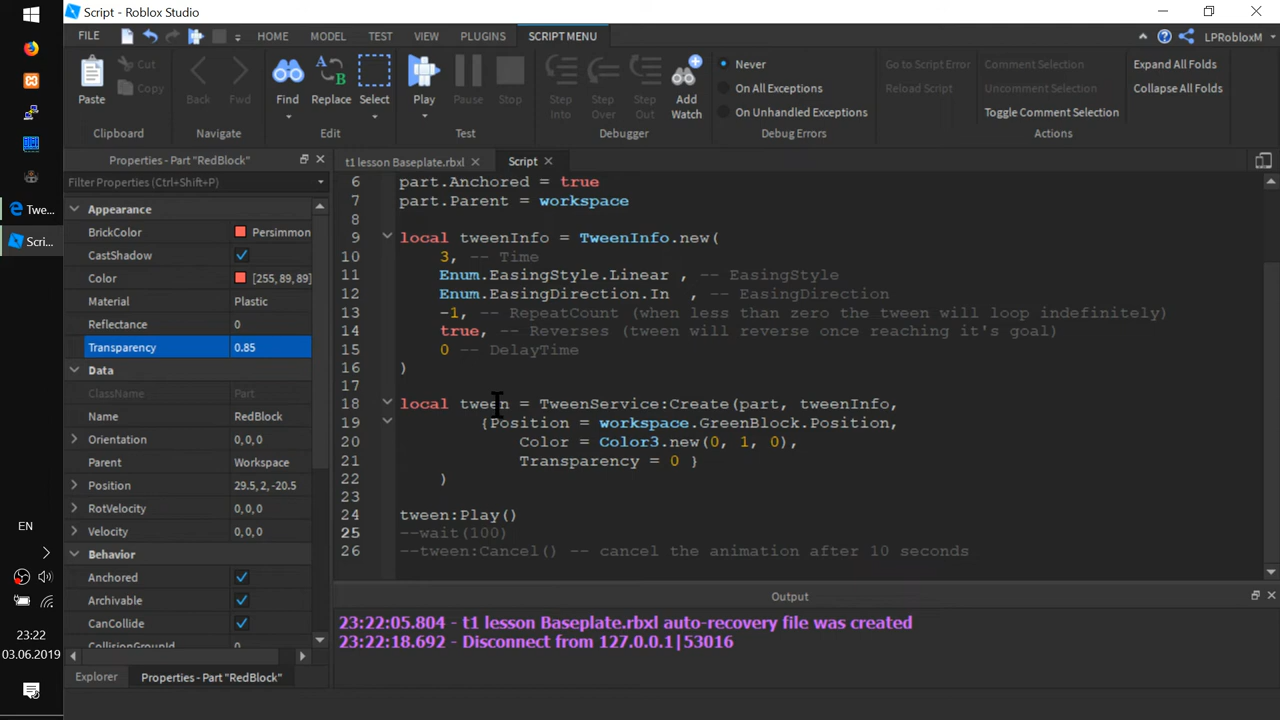 Script - Roblox Studio
FILE HOME MODEL TEST VIEW PLUGINS SCRIPT MENU LPRobloxM
Paste Cut Copy Back Fwd Find Replace Select Play Pause Stop Step Into Step Over Step Out Add Watch
Never
On All Exceptions
On Unhandled Exceptions
Go to Script Error
Reload Script
Comment Selection
Uncomment Selection
Toggle Comment Selection
Expand All Folds
Collapse All Folds
Clipboard Navigate Edit Test Debugger Debug Errors Actions
Properties - Part "RedBlock"
t1 lesson Baseplate.rbxl Script
Filter Properties (Ctrl+Shift+P)
Appearance
BrickColor Persimmon
CastShadow
Color [255, 89, 89]
Material Plastic
Reflectance 0
Transparency 0.85
Data
ClassName Part
Name RedBlock
Orientation 0, 0, 0
Parent Workspace
Position 29.5, 2, -20.5
RotVelocity 0, 0, 0
Velocity 0, 0, 0
Behavior
Anchored
Archivable
CanCollide
CollisionGroupId 0
Explorer Properties - Part "RedBlock"
6 part.Anchored = true
7 part.Parent = workspace
8
9 local tweenInfo = TweenInfo.new(
10 3, -- Time
11 Enum.EasingStyle.Linear , -- EasingStyle
12 Enum.EasingDirection.In , -- EasingDirection
13 -1, -- RepeatCount (when less than zero the tween will loop indefinitely)
14 true, -- Reverses (tween will reverse once reaching it's goal)
15 0 -- DelayTime
16 )
17
18 local tween = TweenService:Create(part, tweenInfo,
19 {Position = workspace.GreenBlock.Position,
20 Color = Color3.new(0, 1, 0),
21 Transparency = 0 }
22 )
23
24 tween:Play()
25 --wait(100)
26 --tween:Cancel() -- cancel the animation after 10 seconds
Output
23:22:05.804 - t1 lesson Baseplate.rbxl auto-recovery file was created
23:22:18.692 - Disconnect from 127.0.0.1|53016
Twe...
Scri...
EN
23:22
03.06.2019